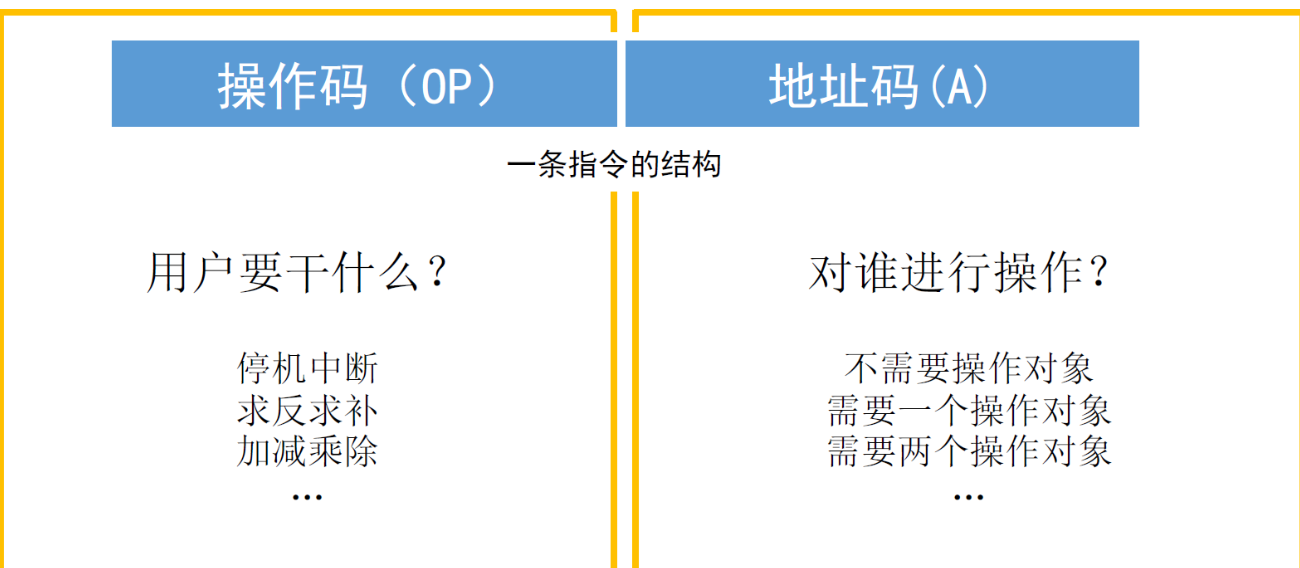 操作码（OP）
地址码(A)
一条指令的结构
用户要干什么？
停机中断
求反求补
加减乘除
…
对谁进行操作？
不需要操作对象
需要一个操作对象
需要两个操作对象
…